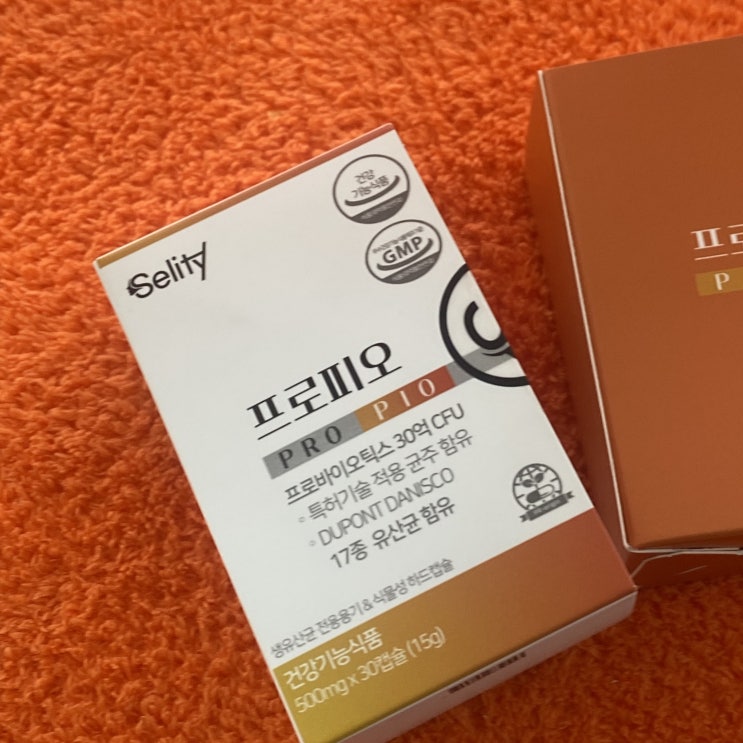 건강
기능식품
GMP
Selity
프로피오
PRO PIO
프로바이오틱스 30억 CFU
◦ 특허기술 적용 균주 함유
◦ DUPONT DANISCO
17종 유산균 함유
생유산균 전용용기 & 식물성 하드캡슐
건강기능식품
500mg x 30캡슐 (15g)
프
P